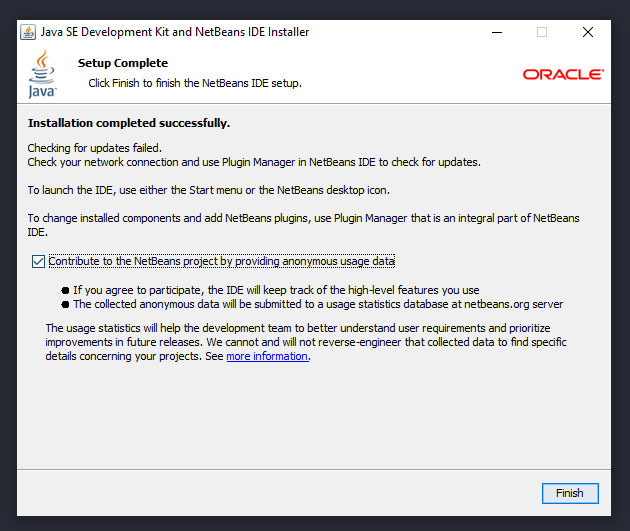 Java SE Development Kit and NetBeans IDE Installer
Java
Setup Complete
Click Finish to finish the NetBeans IDE setup.
ORACLE
Installation completed successfully.
Checking for updates failed.
Check your network connection and use Plugin Manager in NetBeans IDE to check for updates.
To launch the IDE, use either the Start menu or the NetBeans desktop icon.
To change installed components and add NetBeans plugins, use Plugin Manager that is an integral part of NetBeans
IDE.
Contribute to the NetBeans project by providing anonymous usage data
● If you agree to participate, the IDE will keep track of the high-level features you use
● The collected anonymous data will be submitted to a usage statistics database at netbeans.org server
The usage statistics will help the development team to better understand user requirements and prioritize
improvements in future releases. We cannot and will not reverse-engineer that collected data to find specific
details concerning your projects. See more information.
Finish